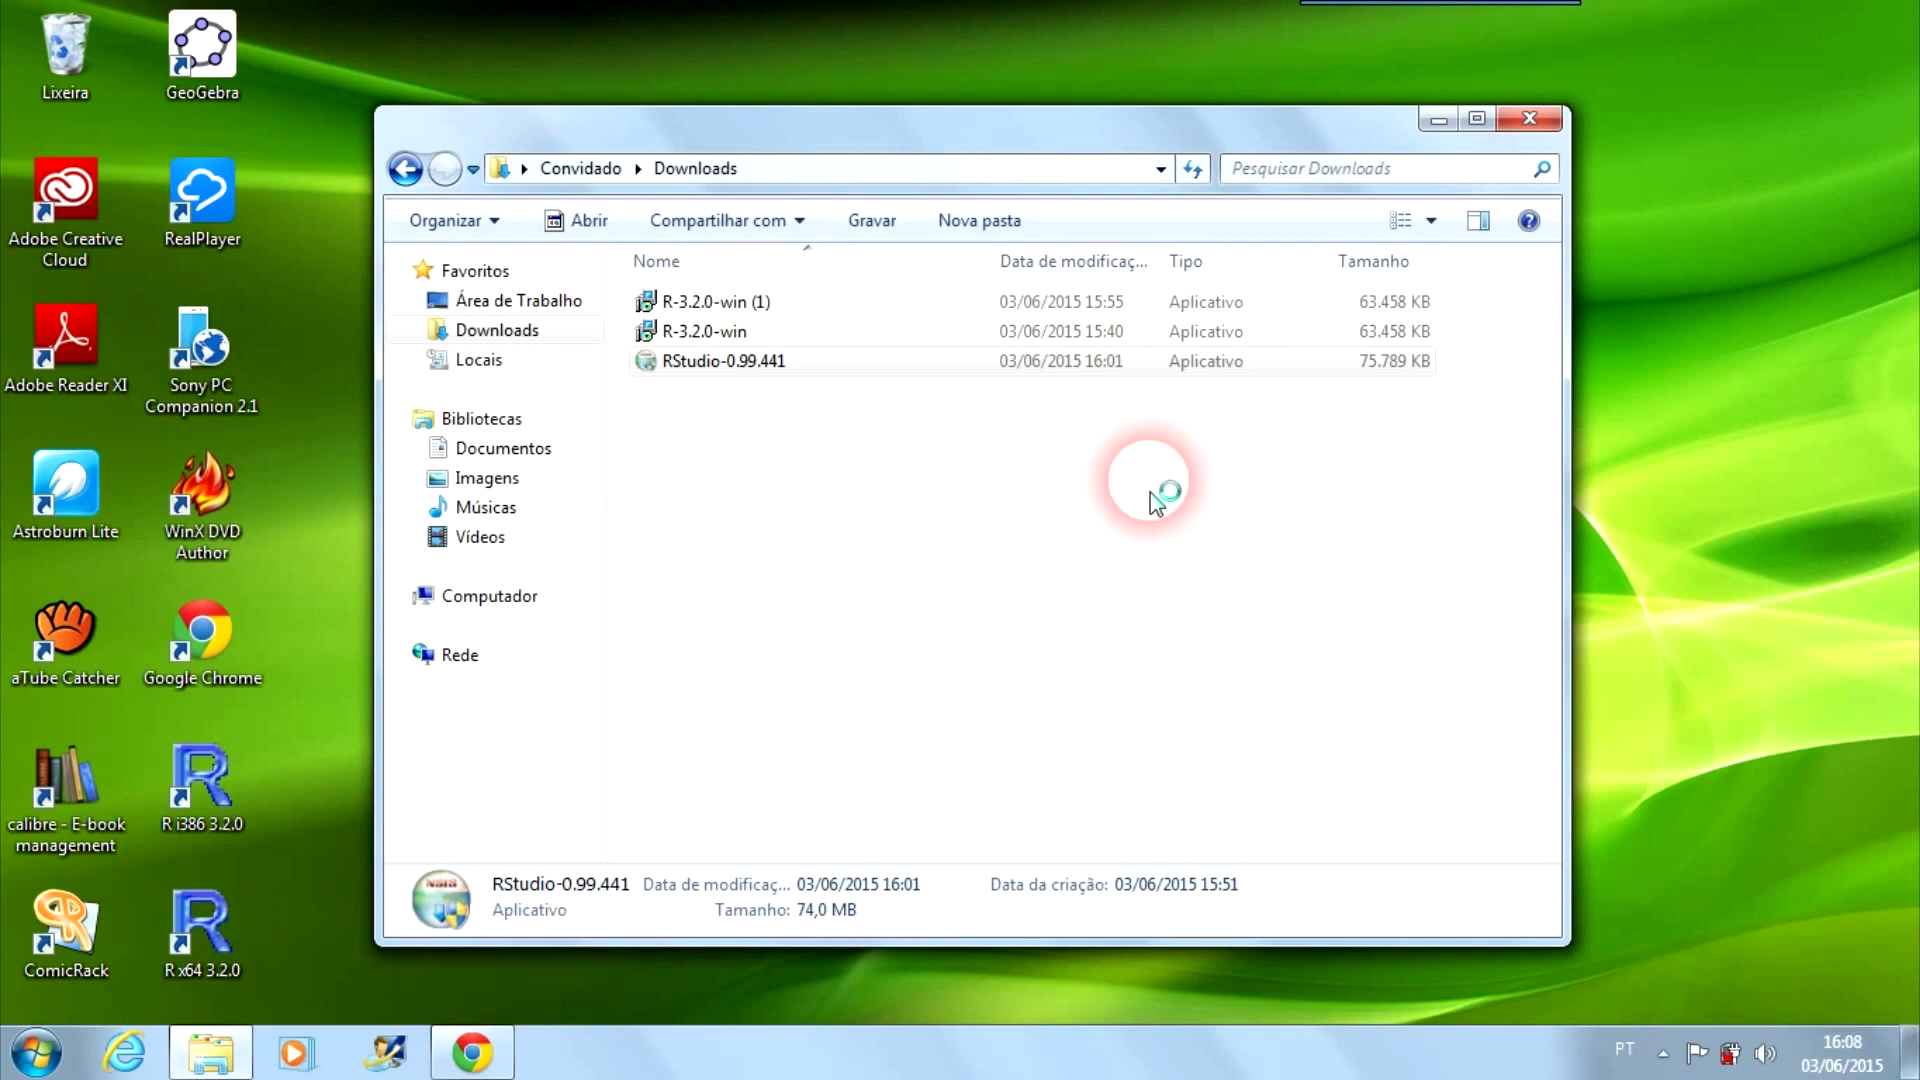 Lixeira
GeoGebra
Adobe Creative
Cloud
RealPlayer
Adobe Reader XI
Sony PC
Companion 2.1
Astroburn Lite
WinX DVD
Author
aTube Catcher
Google Chrome
calibre - E-book
management
R i386 3.2.0
ComicRack
R x64 3.2.0
Convidado
Downloads
Pesquisar Downloads
Organizar
Abrir
Compartilhar com
Gravar
Nova pasta
Favoritos
Área de Trabalho
Downloads
Locais
Bibliotecas
Documentos
Imagens
Músicas
Vídeos
Computador
Rede
Nome Data de modificaç... Tipo Tamanho
R-3.2.0-win (1) 03/06/2015 15:55 Aplicativo 63.458 KB
R-3.2.0-win 03/06/2015 15:40 Aplicativo 63.458 KB
RStudio-0.99.441 03/06/2015 16:01 Aplicativo 75.789 KB
NSIS
RStudio-0.99.441 Data de modificaç... 03/06/2015 16:01 Data da criação: 03/06/2015 15:51
Aplicativo Tamanho: 74,0 MB
PT
16:08
03/06/2015